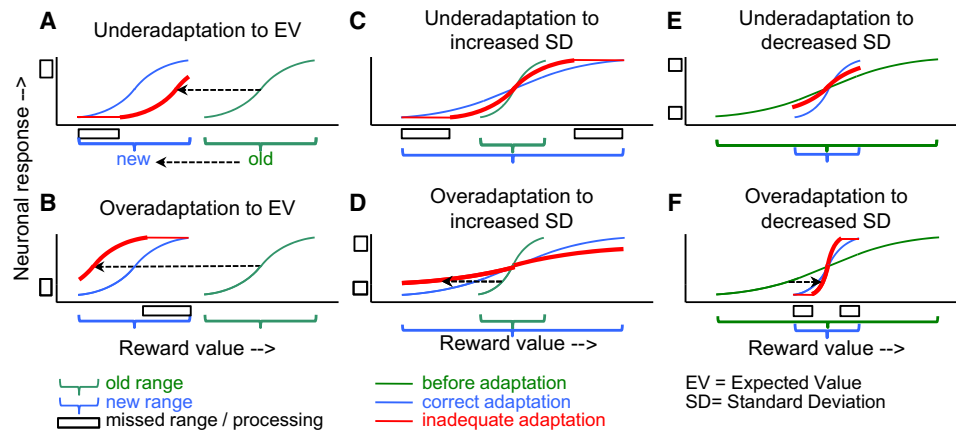 A
Underadaptation to EV
new
old
B
Overadaptation to EV
Neuronal response -->
Reward value -->
C
Underadaptation to
increased SD
D
Overadaptation to
increased SD
Reward value -->
E
Underadaptation to
decreased SD
F
Overadaptation to
decreased SD
Reward value -->
old range
new range
missed range / processing
before adaptation
correct adaptation
inadequate adaptation
EV = Expected Value
SD= Standard Deviation